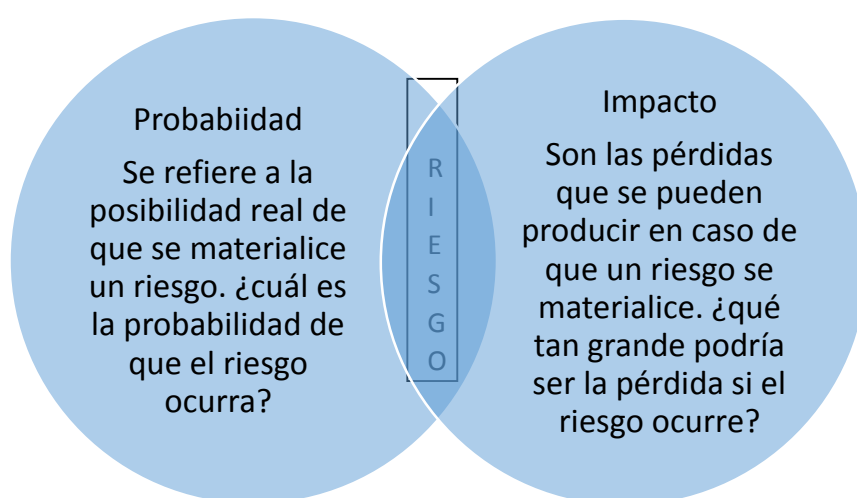 Probabiidad
Se refiere a la
posibilidad real de
que se materialice
un riesgo. ¿cuál es
la probabilidad de
que el riesgo
ocurra?
R
I
E
S
G
O
Impacto
Son las pérdidas
que se pueden
producir en caso de
que un riesgo se
materialice. ¿qué
tan grande podría
ser la pérdida si el
riesgo ocurre?